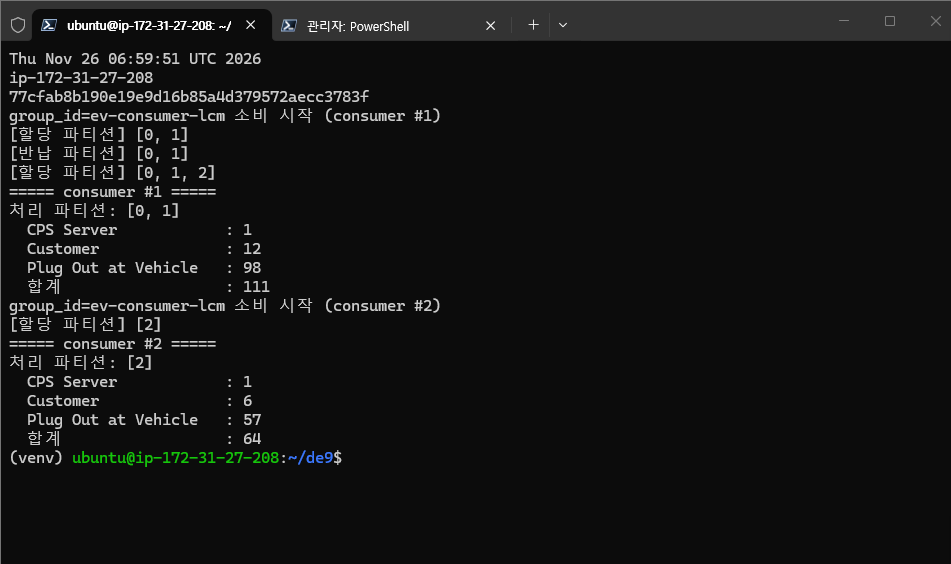 ubuntu@ip-172-31-27-208: ~/
관리자: PowerShell
Thu Nov 26 06:59:51 UTC 2026
ip-172-31-27-208
77cfab8b190e19e9d16b85a4d379572aecc3783f
group_id=ev-consumer-lcm 소비 시작 (consumer #1)
[할당 파티션] [0, 1]
[반납 파티션] [0, 1]
[할당 파티션] [0, 1, 2]
===== consumer #1 =====
처리 파티션: [0, 1]
  CPS Server            : 1
  Customer              : 12
  Plug Out at Vehicle   : 98
  합계                  : 111
group_id=ev-consumer-lcm 소비 시작 (consumer #2)
[할당 파티션] [2]
===== consumer #2 =====
처리 파티션: [2]
  CPS Server            : 1
  Customer              : 6
  Plug Out at Vehicle   : 57
  합계                  : 64
(venv) ubuntu@ip-172-31-27-208:~/de9$